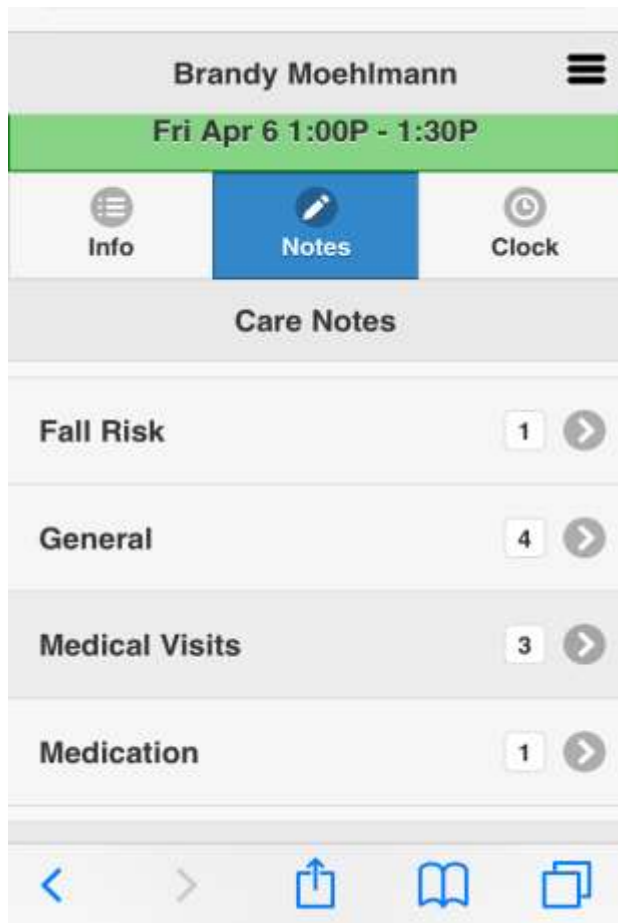 Brandy Moehlmann
Fri Apr 6 1:00P - 1:30P
Info Notes Clock
Care Notes
Fall Risk 1
General 4
Medical Visits 3
Medication 1